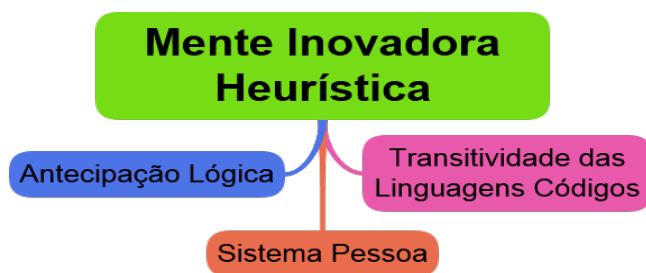 Mente Inovadora
Heurística
Antecipação Lógica
Transitividade das
Linguagens Códigos
Sistema Pessoa